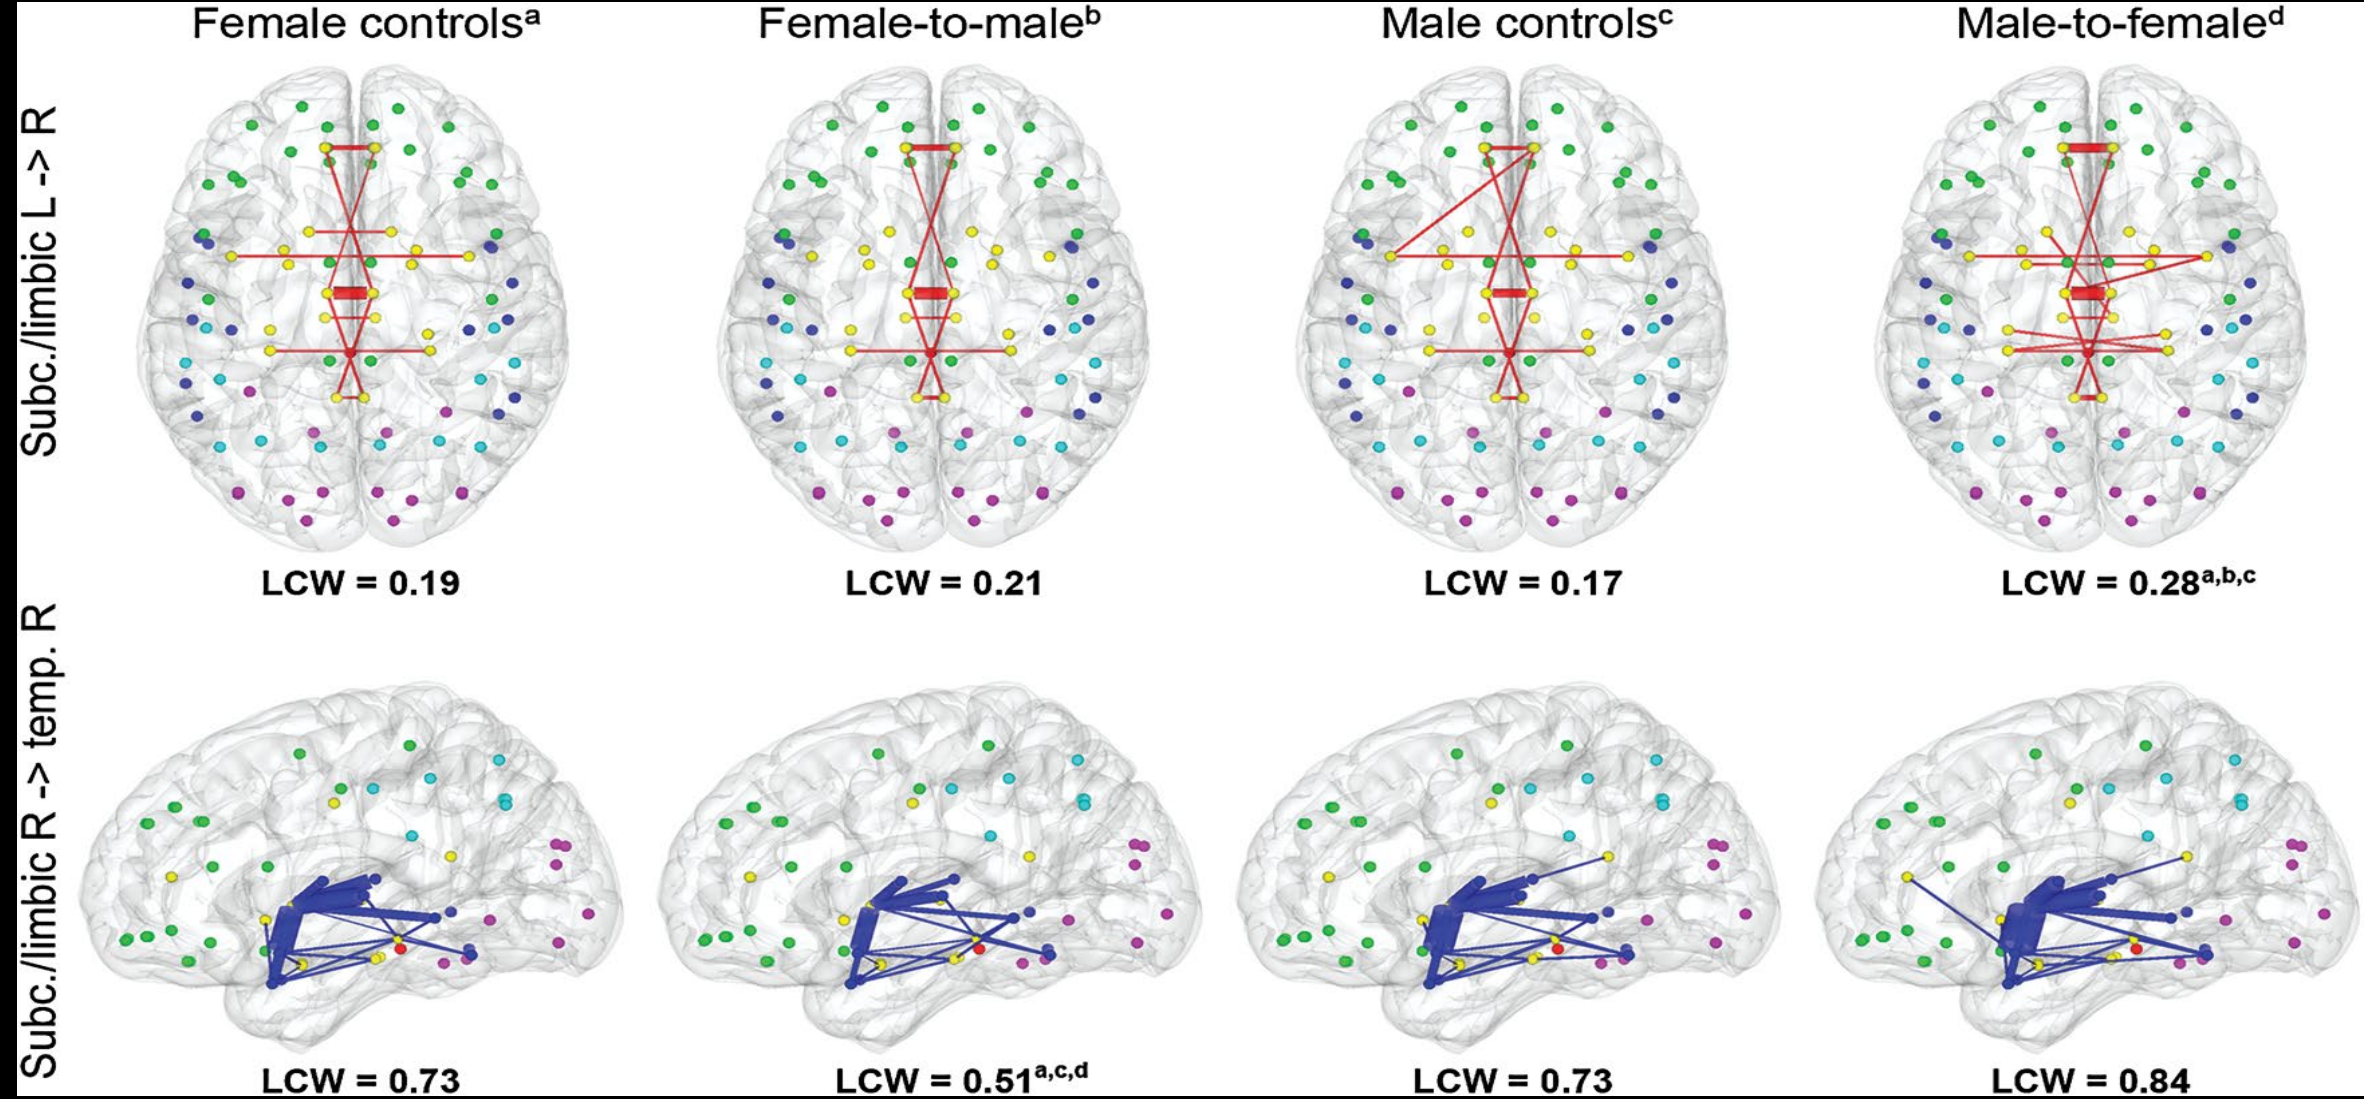 Female controlsᵃ
Female-to-maleᵇ
Male controlsᶜ
Male-to-femaleᵈ
Subc./limbic L -> R
LCW = 0.19
LCW = 0.21
LCW = 0.17
LCW = 0.28ᵃ,ᵇ,ᶜ
Subc./limbic R -> temp. R
LCW = 0.73
LCW = 0.51ᵃ,ᶜ,ᵈ
LCW = 0.73
LCW = 0.84